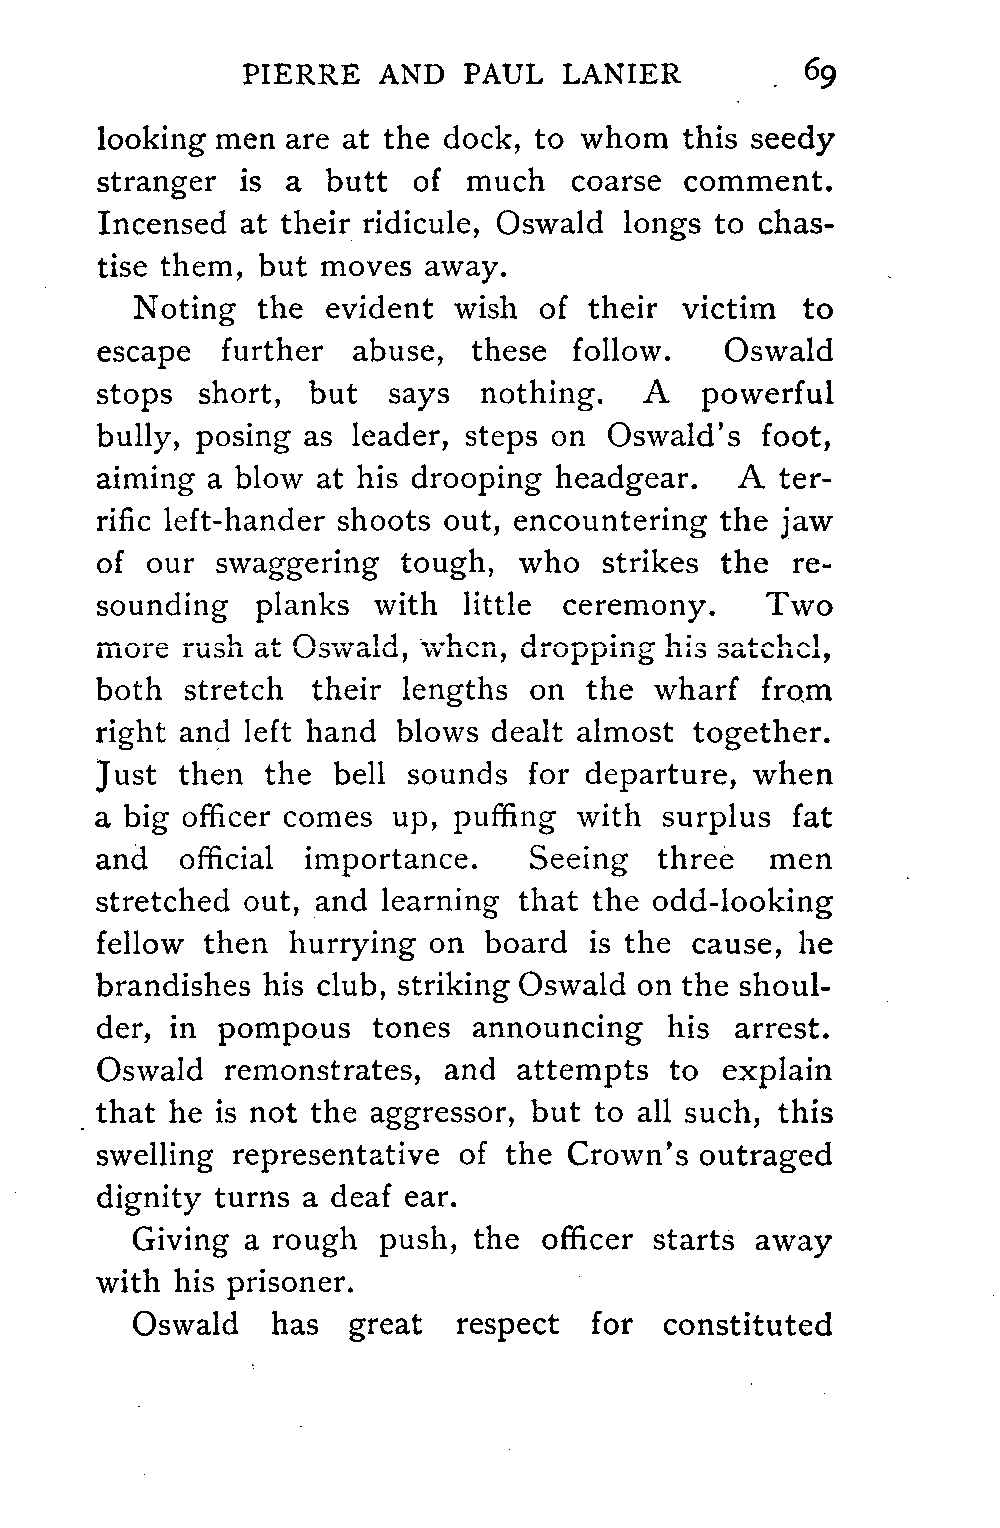 PIERRE AND PAUL LANIER 69
looking men are at the dock, to whom this seedy
stranger is a butt of much coarse comment.
Incensed at their ridicule, Oswald longs to chas-
tise them, but moves away.
Noting the evident wish of their victim to
escape further abuse, these follow. Oswald
stops short, but says nothing. A powerful
bully, posing as leader, steps on Oswald's foot,
aiming a blow at his drooping headgear. A ter-
rific left-hander shoots out, encountering the jaw
of our swaggering tough, who strikes the re-
sounding planks with little ceremony. Two
more rush at Oswald, when, dropping his satchel,
both stretch their lengths on the wharf from
right and left hand blows dealt almost together.
Just then the bell sounds for departure, when
a big officer comes up, puffing with surplus fat
and official importance. Seeing three men
stretched out, and learning that the odd-looking
fellow then hurrying on board is the cause, he
brandishes his club, striking Oswald on the shoul-
der, in pompous tones announcing his arrest.
Oswald remonstrates, and attempts to explain
that he is not the aggressor, but to all such, this
swelling representative of the Crown's outraged
dignity turns a deaf ear.
Giving a rough push, the officer starts away
with his prisoner.
Oswald has great respect for constituted